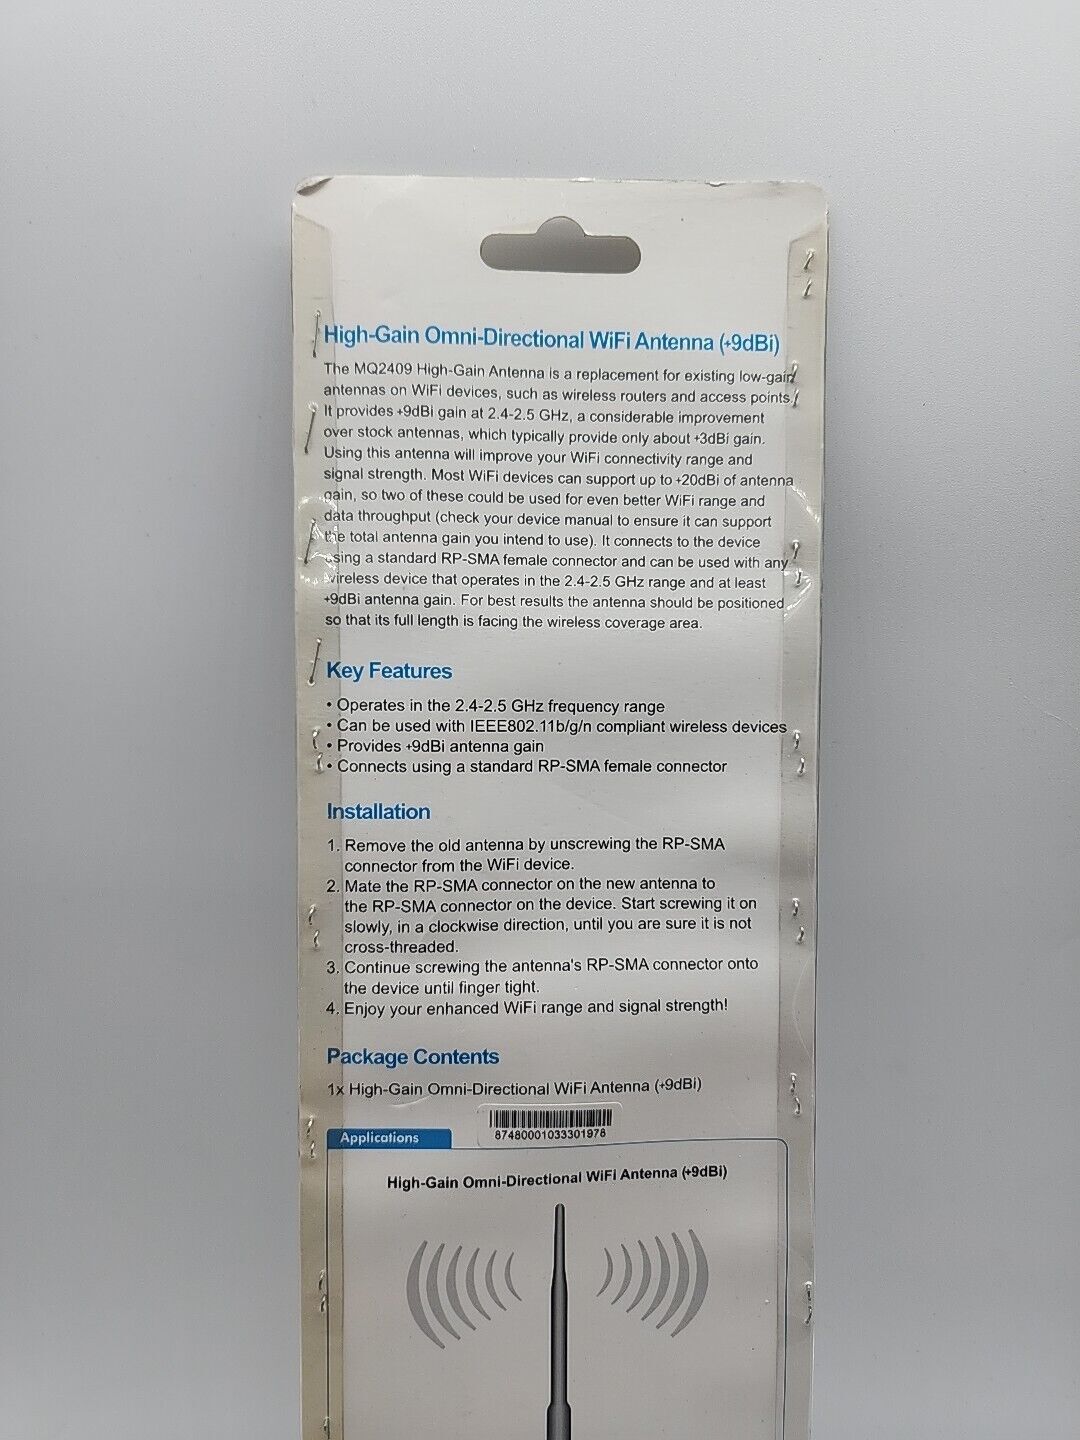 High-Gain Omni-Directional WiFi Antenna (+9dBi)
The MQ2409 High-Gain Antenna is a replacement for existing low-gain
antennas on WiFi devices, such as wireless routers and access points.
It provides +9dBi gain at 2.4-2.5 GHz, a considerable improvement
over stock antennas, which typically provide only about +3dBi gain.
Using this antenna will improve your WiFi connectivity range and
signal strength. Most WiFi devices can support up to +20dBi of antenna
gain, so two of these could be used for even better WiFi range and
data throughput (check your device manual to ensure it can support
the total antenna gain you intend to use). It connects to the device
using a standard RP-SMA female connector and can be used with any
wireless device that operates in the 2.4-2.5 GHz range and at least
+9dBi antenna gain. For best results the antenna should be positioned
so that its full length is facing the wireless coverage area.
Key Features
• Operates in the 2.4-2.5 GHz frequency range
• Can be used with IEEE802.11b/g/n compliant wireless devices
• Provides +9dBi antenna gain
• Connects using a standard RP-SMA female connector
Installation
1. Remove the old antenna by unscrewing the RP-SMA
connector from the WiFi device.
2. Mate the RP-SMA connector on the new antenna to
the RP-SMA connector on the device. Start screwing it on
slowly, in a clockwise direction, until you are sure it is not
cross-threaded.
3. Continue screwing the antenna's RP-SMA connector onto
the device until finger tight.
4. Enjoy your enhanced WiFi range and signal strength!
Package Contents
1x High-Gain Omni-Directional WiFi Antenna (+9dBi)
87480001033301978
Applications
High-Gain Omni-Directional WiFi Antenna (+9dBi)